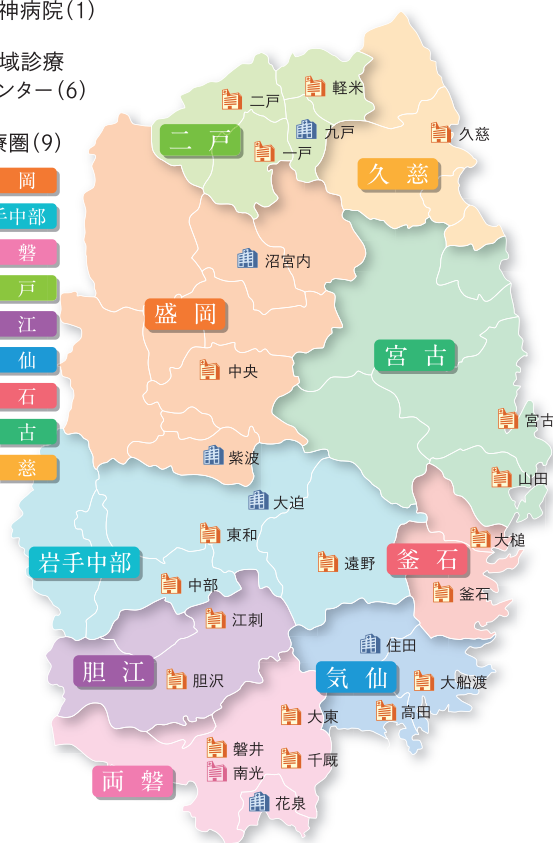 神病院(1)
域診療
ンター(6)
療圏(9)
岡
手中部
磐
戸
江
仙
石
古
慈
二戸
軽米
九戸
一戸
二戸
久慈
久慈
沼宮内
盛岡
宮古
中央
宮古
紫波
山田
大迫
東和
大槌
岩手中部
遠野
釜石
中部
釜石
江刺
住田
胆江
胆沢
気仙
大船渡
大東
高田
磐井
千厩
両磐
南光
花泉